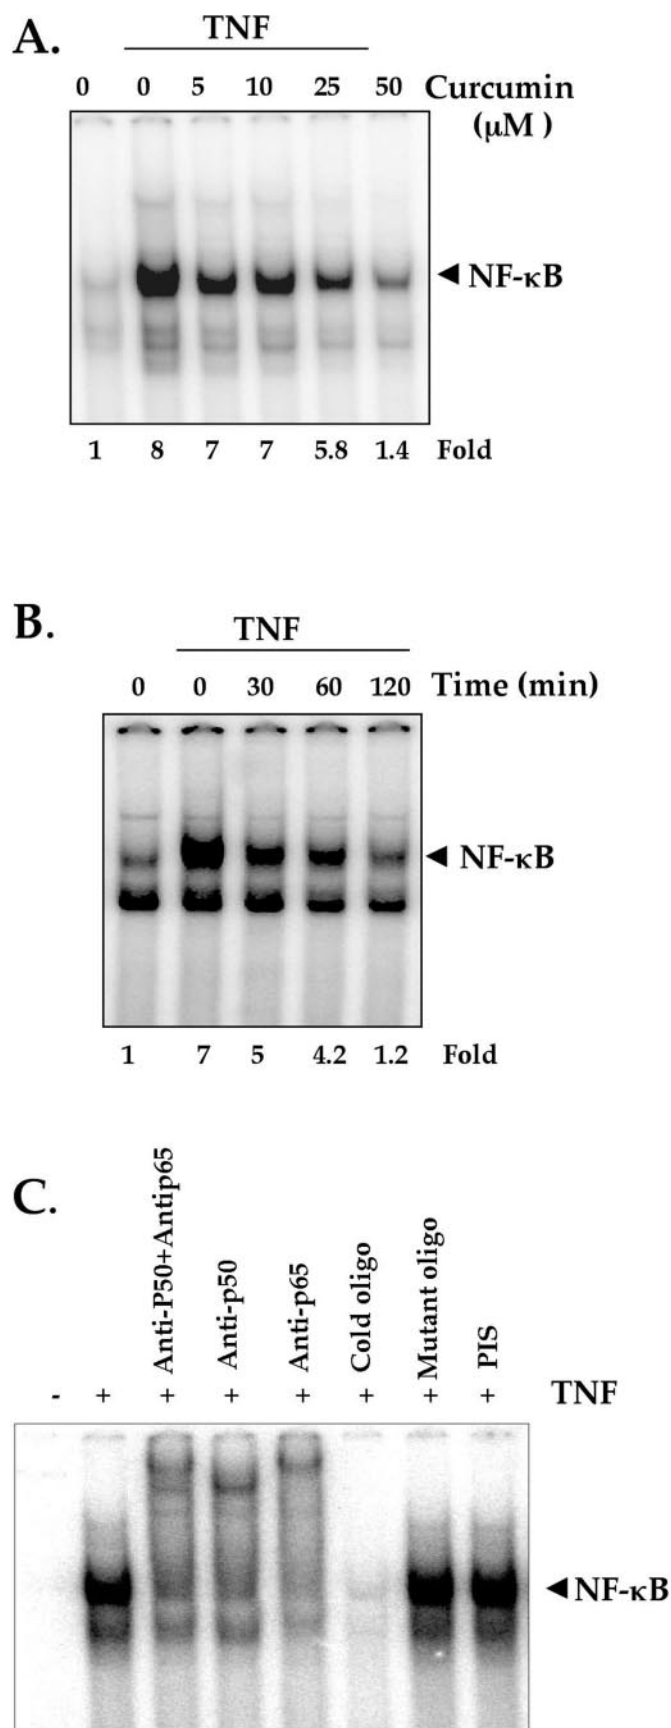 A.
TNF
0 0 5 10 25 50 Curcumin
(μM )
◄ NF-κB
1 8 7 7 5.8 1.4 Fold
B.
TNF
0 0 30 60 120 Time (min)
◄ NF-κB
1 7 5 4.2 1.2 Fold
C.
Anti-P50+Antip65
Anti-p50
Anti-p65
Cold oligo
Mutant oligo
PIS
- + + + + + + + TNF
◄ NF-κB